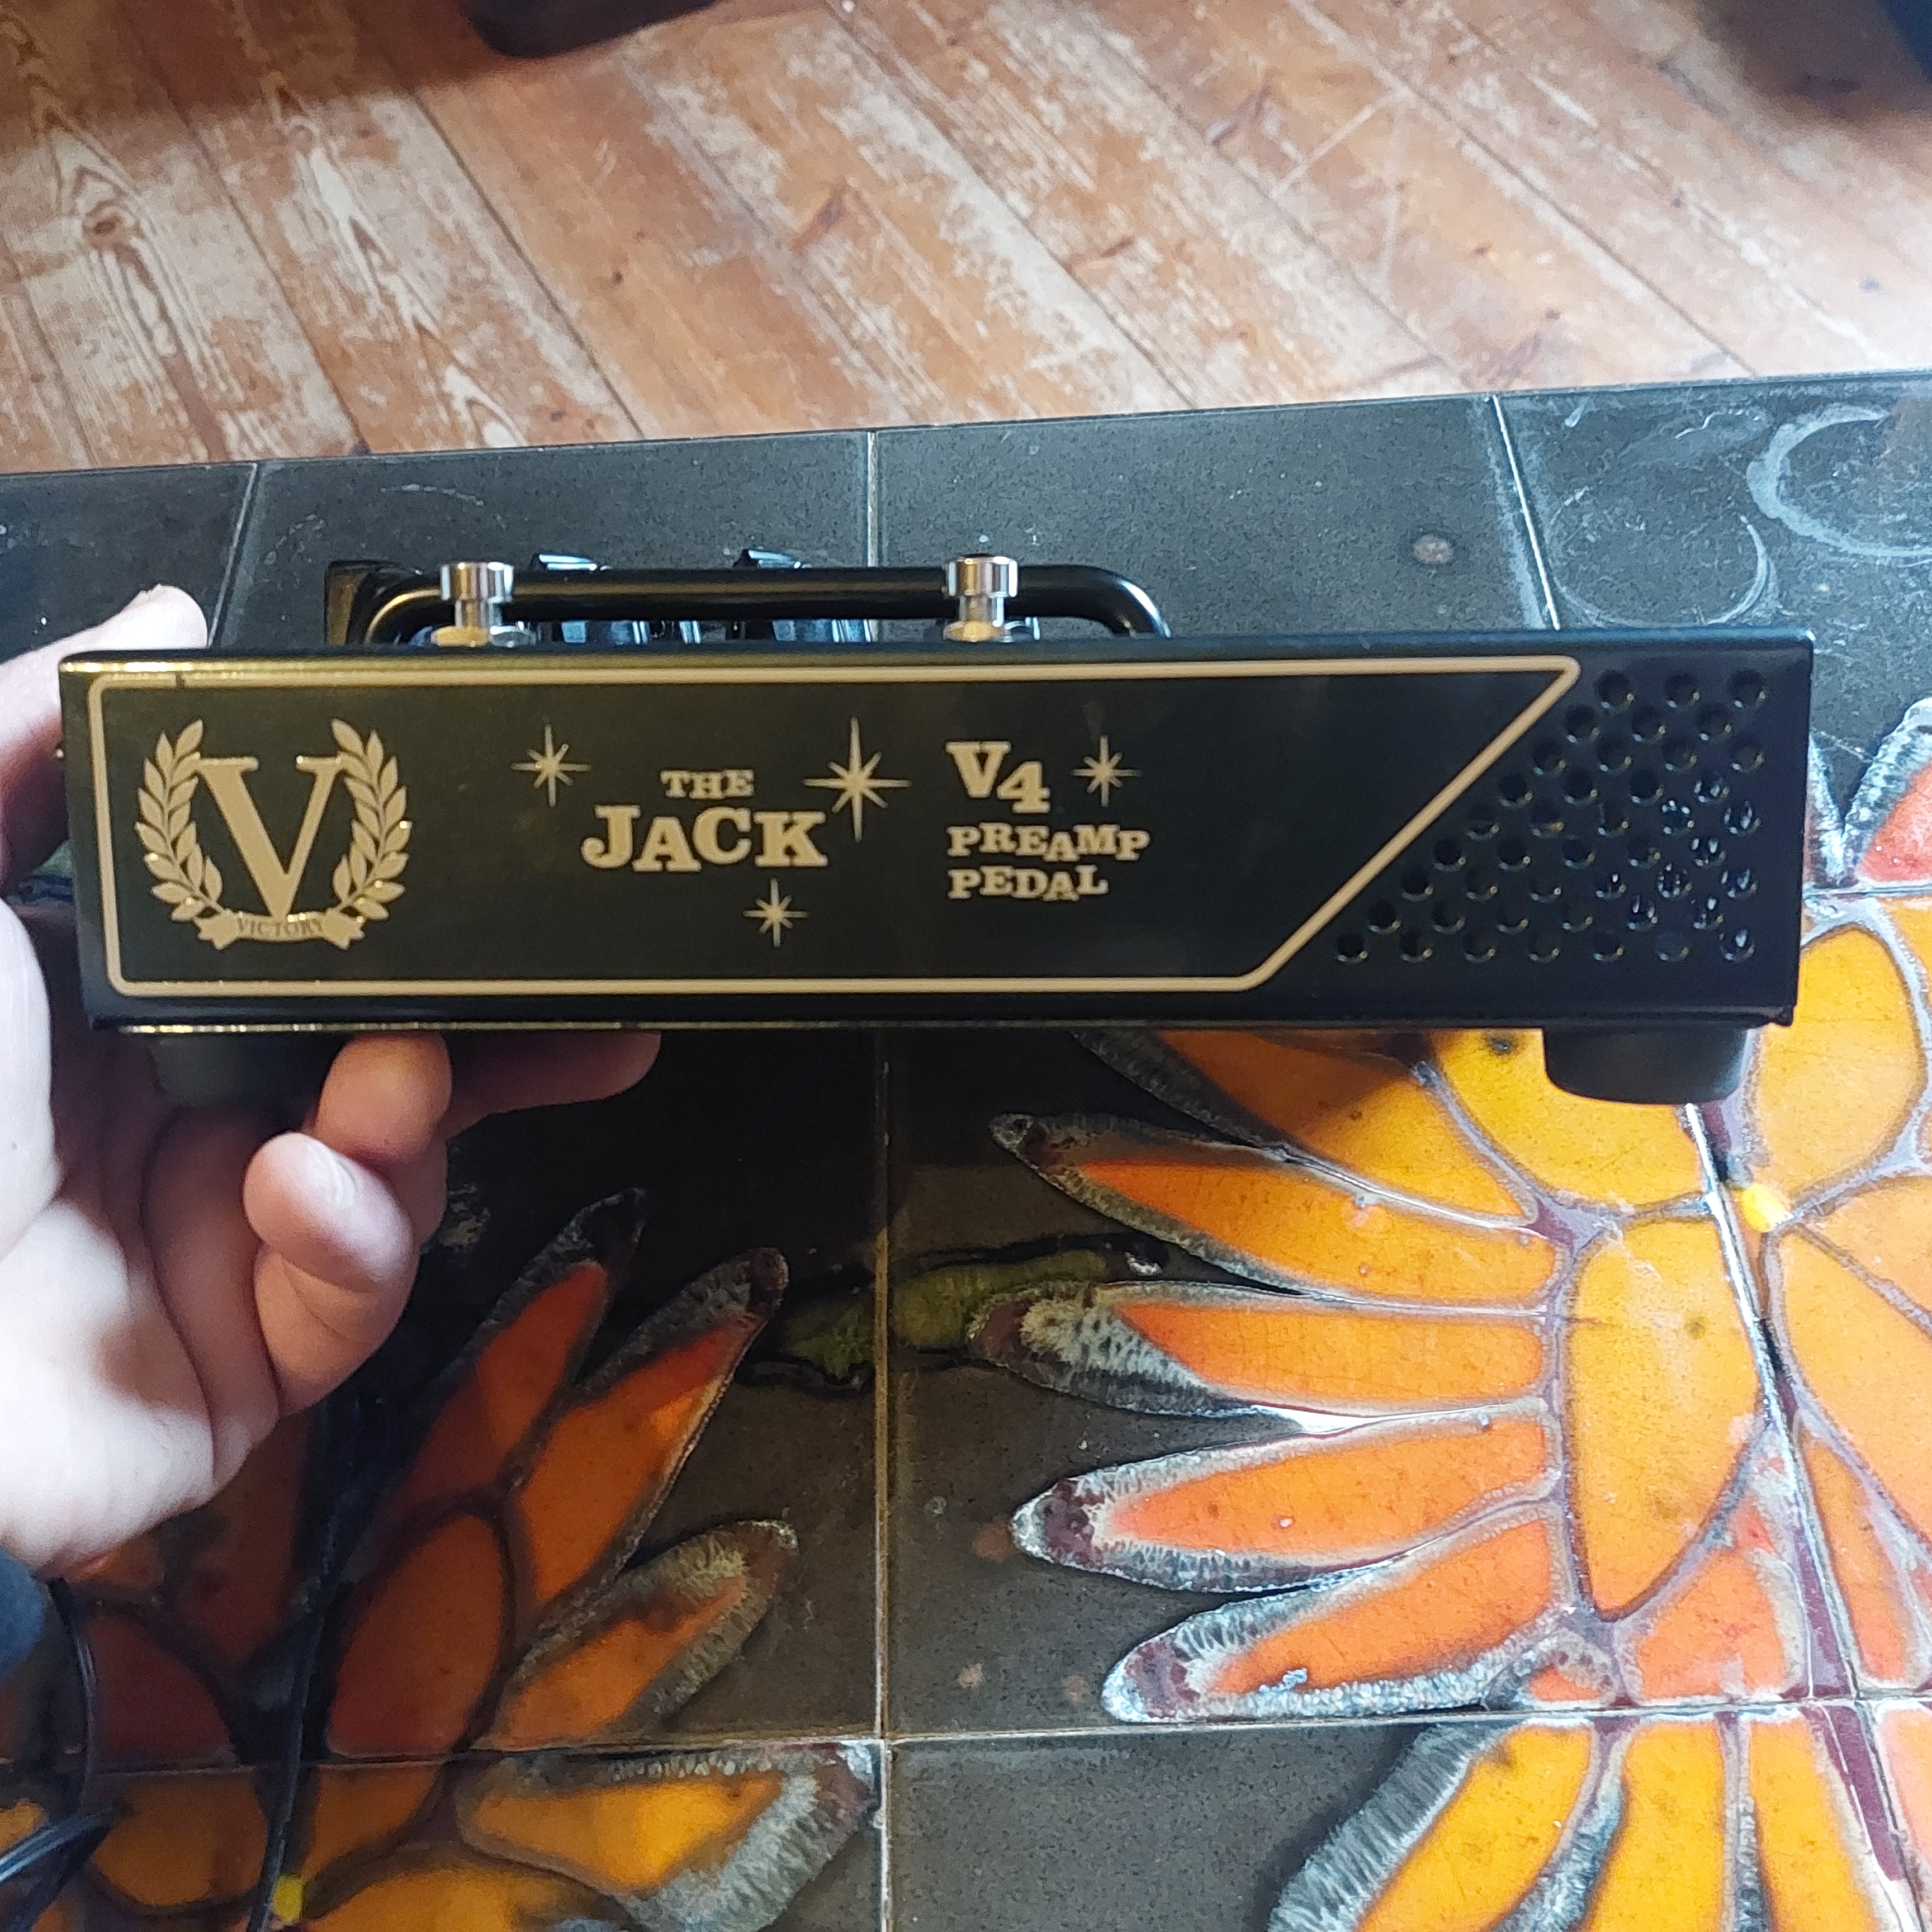 V
VICTORY
THE
JACK
V4
PREAMP
PEDAL